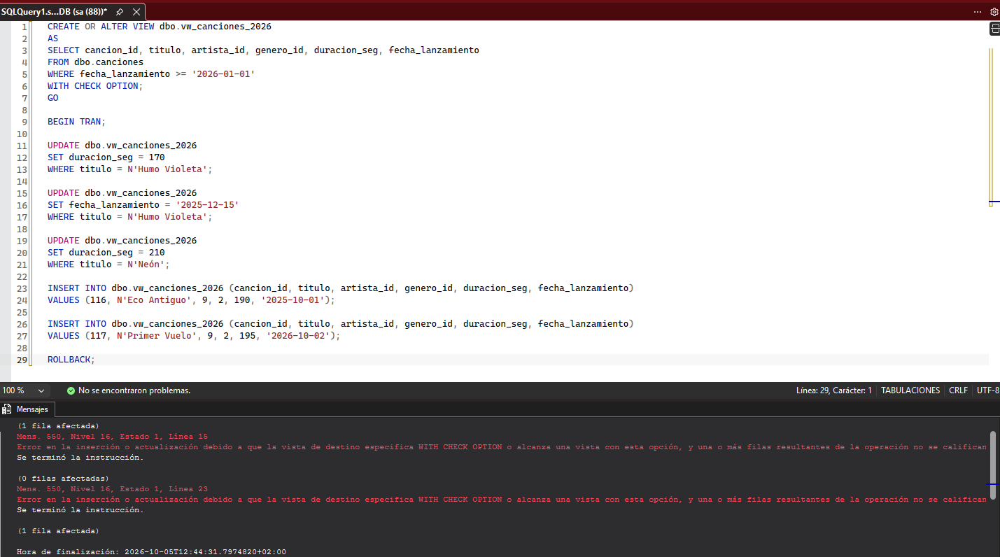 SQLQuery1.s...DB (sa (88))*
1 CREATE OR ALTER VIEW dbo.vw_canciones_2026
2 AS
3 SELECT cancion_id, titulo, artista_id, genero_id, duracion_seg, fecha_lanzamiento
4 FROM dbo.canciones
5 WHERE fecha_lanzamiento >= '2026-01-01'
6 WITH CHECK OPTION;
7 GO
8
9 BEGIN TRAN;
10
11 UPDATE dbo.vw_canciones_2026
12 SET duracion_seg = 170
13 WHERE titulo = N'Humo Violeta';
14
15 UPDATE dbo.vw_canciones_2026
16 SET fecha_lanzamiento = '2025-12-15'
17 WHERE titulo = N'Humo Violeta';
18
19 UPDATE dbo.vw_canciones_2026
20 SET duracion_seg = 210
21 WHERE titulo = N'Neón';
22
23 INSERT INTO dbo.vw_canciones_2026 (cancion_id, titulo, artista_id, genero_id, duracion_seg, fecha_lanzamiento)
24 VALUES (116, N'Eco Antiguo', 9, 2, 190, '2025-10-01');
25
26 INSERT INTO dbo.vw_canciones_2026 (cancion_id, titulo, artista_id, genero_id, duracion_seg, fecha_lanzamiento)
27 VALUES (117, N'Primer Vuelo', 9, 2, 195, '2026-10-02');
28
29 ROLLBACK;
100 % No se encontraron problemas. Línea: 29, Carácter: 1 TABULACIONES CRLF UTF-8
Mensajes
(1 fila afectada)
Mens. 550, Nivel 16, Estado 1, Línea 15
Error en la inserción o actualización debido a que la vista de destino especifica WITH CHECK OPTION o alcanza una vista con esta opción, y una o más filas resultantes de la operación no se califican
Se terminó la instrucción.
(0 filas afectadas)
Mens. 550, Nivel 16, Estado 1, Línea 23
Error en la inserción o actualización debido a que la vista de destino especifica WITH CHECK OPTION o alcanza una vista con esta opción, y una o más filas resultantes de la operación no se califican
Se terminó la instrucción.
(1 fila afectada)
Hora de finalización: 2026-10-05T12:44:31.7974820+02:00